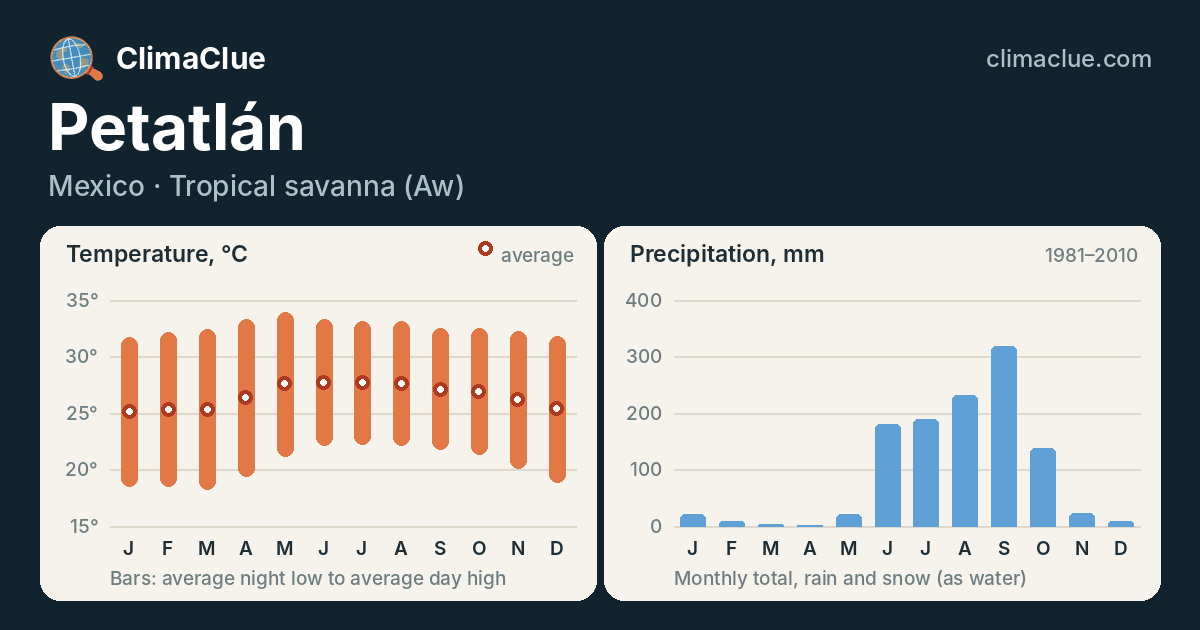 ClimaClue
climaclue.com
Petatlán
Mexico · Tropical savanna (Aw)
Temperature, °C
average
35°
30°
25°
20°
15°
J F M A M J J A S O N D
Bars: average night low to average day high
Precipitation, mm
1981–2010
400
300
200
100
0
J F M A M J J A S O N D
Monthly total, rain and snow (as water)